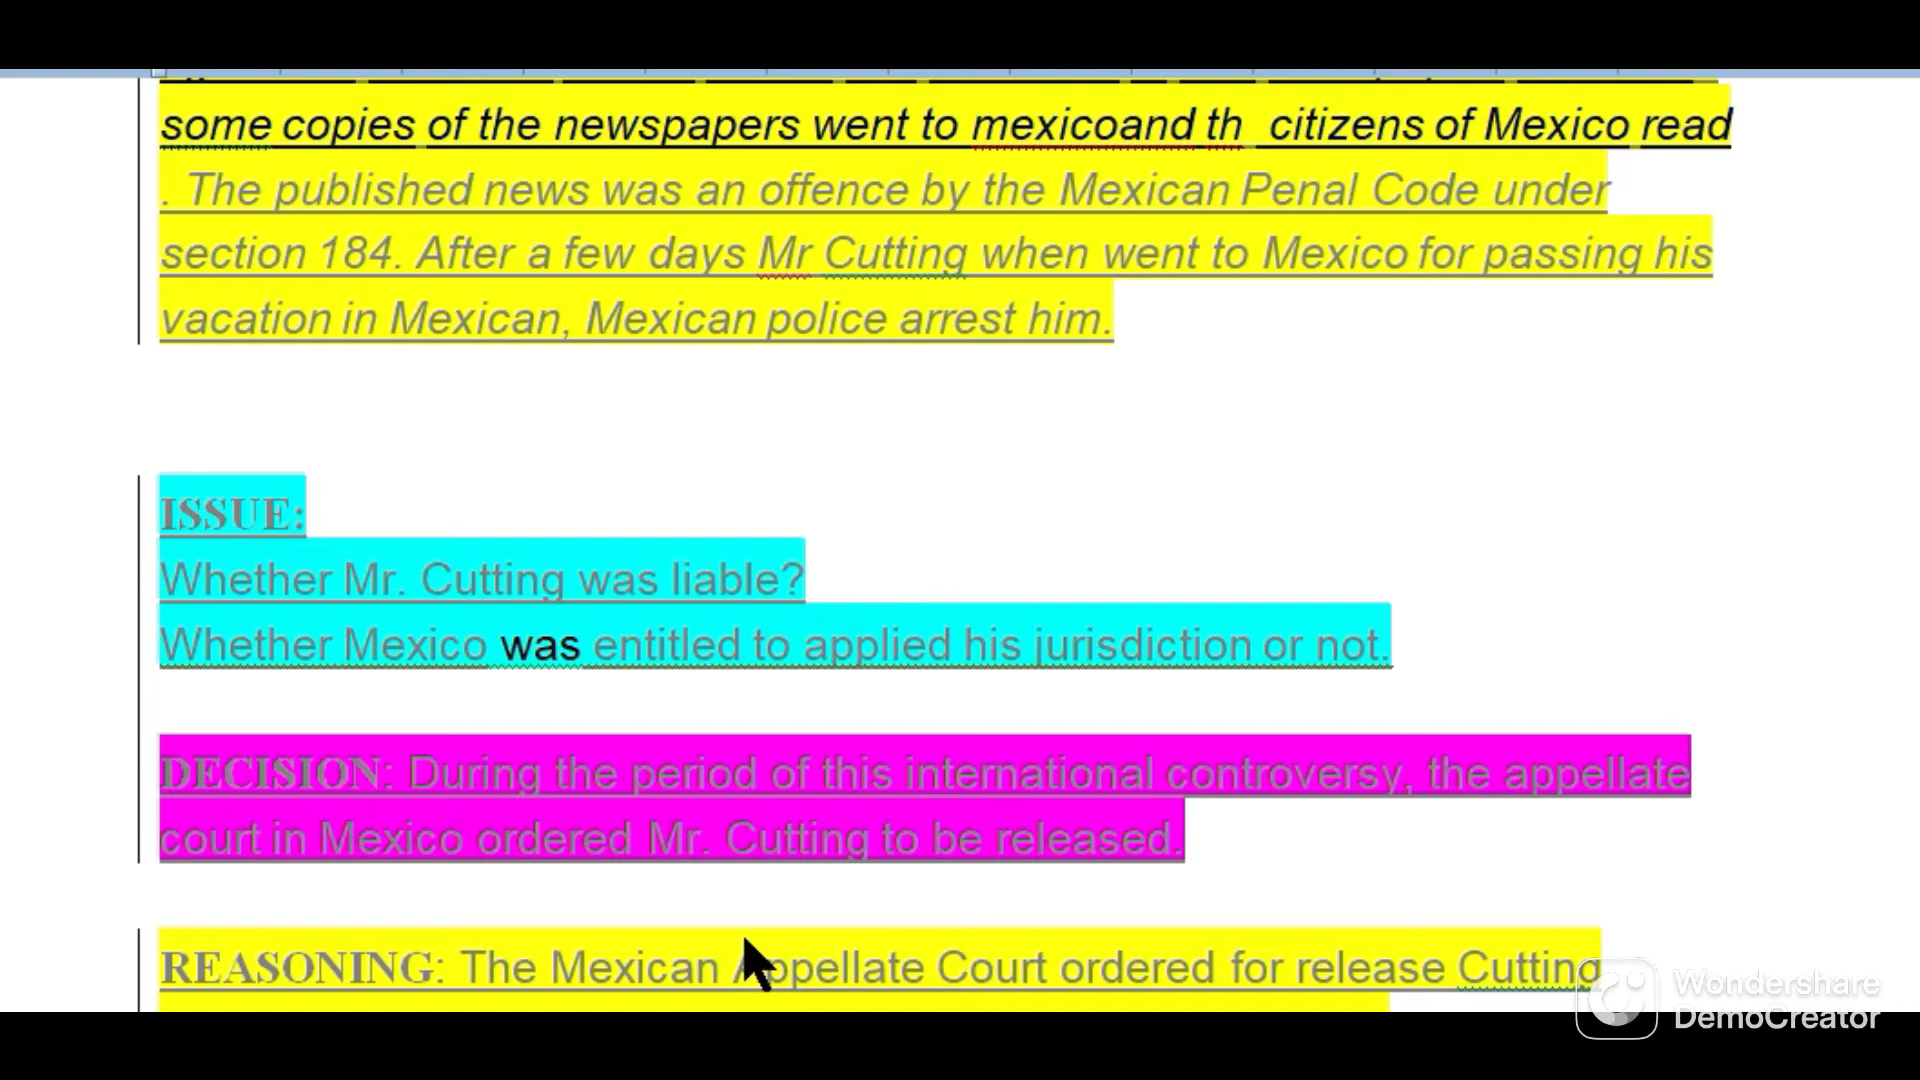 some copies of the newspapers went to mexicoand th citizens of Mexico read
. The published news was an offence by the Mexican Penal Code under
section 184. After a few days Mr Cutting when went to Mexico for passing his
vacation in Mexican, Mexican police arrest him.
ISSUE:
Whether Mr. Cutting was liable?
Whether Mexico was entitled to applied his jurisdiction or not.
DECISION: During the period of this international controversy, the appellate
court in Mexico ordered Mr. Cutting to be released.
REASONING: The Mexican Appellate Court ordered for release Cutting
Wondershare
DemoCreator